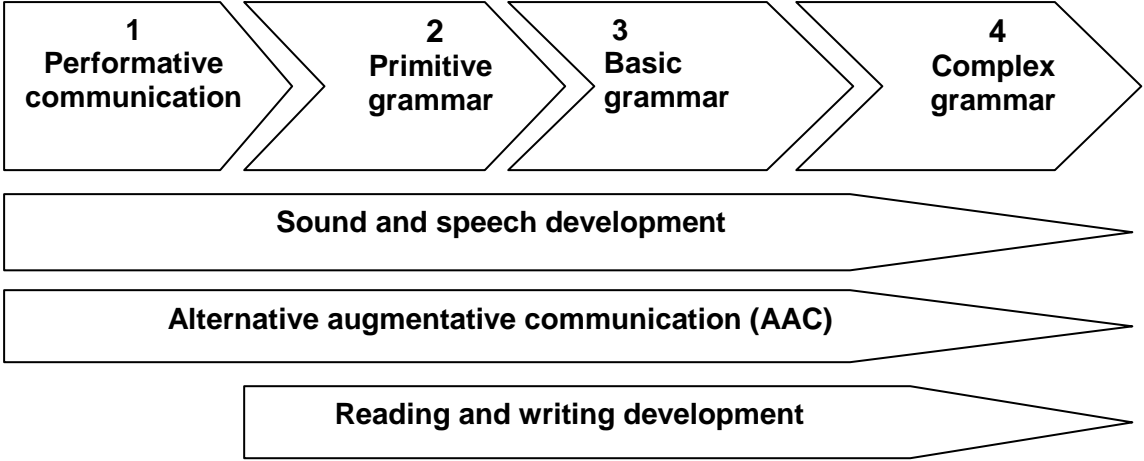 1
Performative
communication
2
Primitive
grammar
3
Basic
grammar
4
Complex
grammar
Sound and speech development
Alternative augmentative communication (AAC)
Reading and writing development